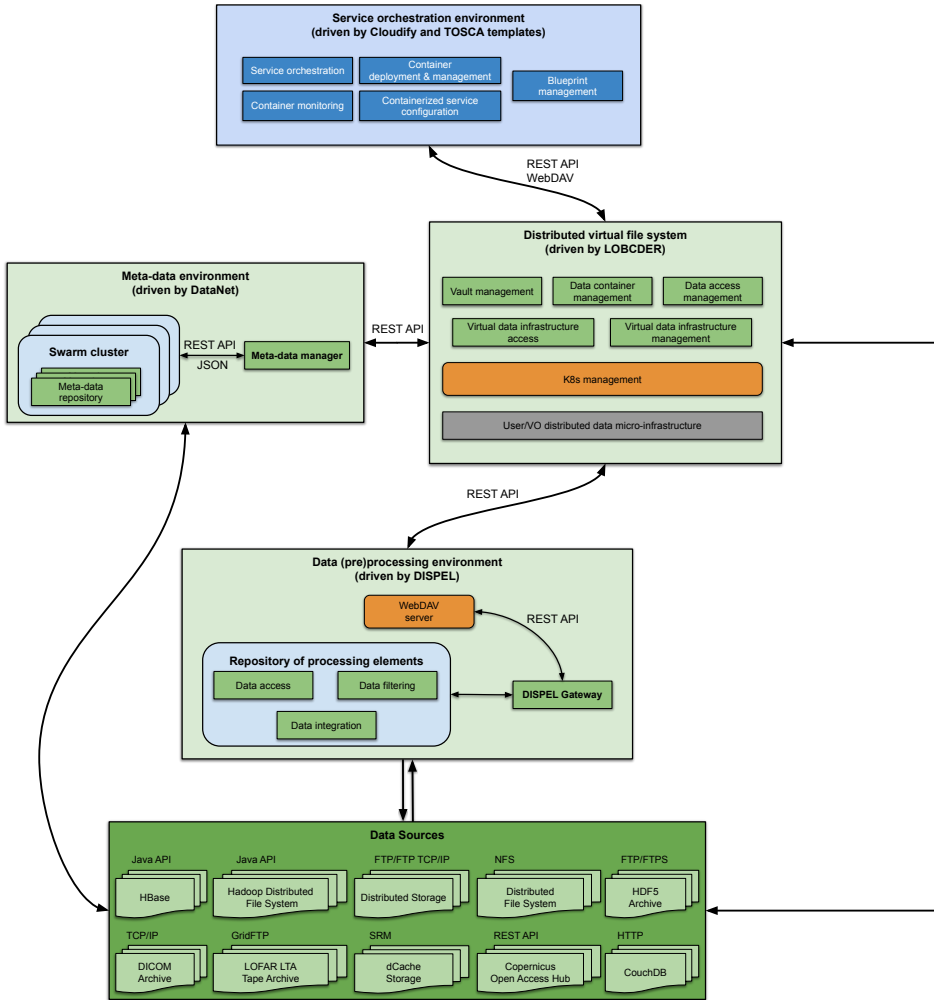 Service orchestration environment
(driven by Cloudify and TOSCA templates)
Service orchestration
Container
deployment & management
Blueprint
management
Container monitoring
Containerized service
configuration
REST API
WebDAV
Distributed virtual file system
(driven by LOBCDER)
Vault management
Data container
management
Data access
management
Virtual data infrastructure
access
Virtual data infrastructure
management
K8s management
User/VO distributed data micro-infrastructure
Meta-data environment
(driven by DataNet)
Swarm cluster
Meta-data
repository
REST API
JSON
Meta-data manager
REST API
REST API
Data (pre)processing environment
(driven by DISPEL)
WebDAV
server
REST API
Repository of processing elements
Data access
Data filtering
Data integration
DISPEL Gateway
Data Sources
Java API
HBase
Java API
Hadoop Distributed
File System
FTP/FTP TCP/IP
Distributed Storage
NFS
Distributed
File System
FTP/FTPS
HDF5
Archive
TCP/IP
DICOM
Archive
GridFTP
LOFAR LTA
Tape Archive
SRM
dCache
Storage
REST API
Copernicus
Open Access Hub
HTTP
CouchDB